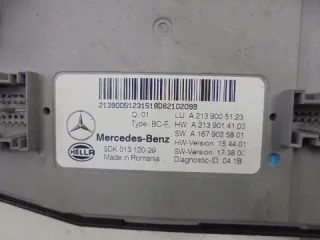 21390051231518D82102099
Q: 01 LU A 213 900 51 23
Type: BC-F, HW A 213 901 41 03
Mercedes-Benz SW A 167 902 58 01
SDK 013 120-29 HW-Version: 15 44 01
HELLA Made in Romania SW-Version: 17 38 00
Diagnostic-ID: 04 1B